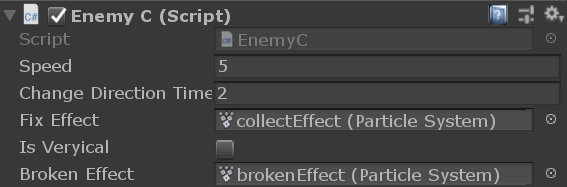 Enemy C (Script)
Script EnemyC
Speed 5
Change Direction Time 2
Fix Effect collectEffect (Particle System)
Is Veryical
Broken Effect brokenEffect (Particle System)